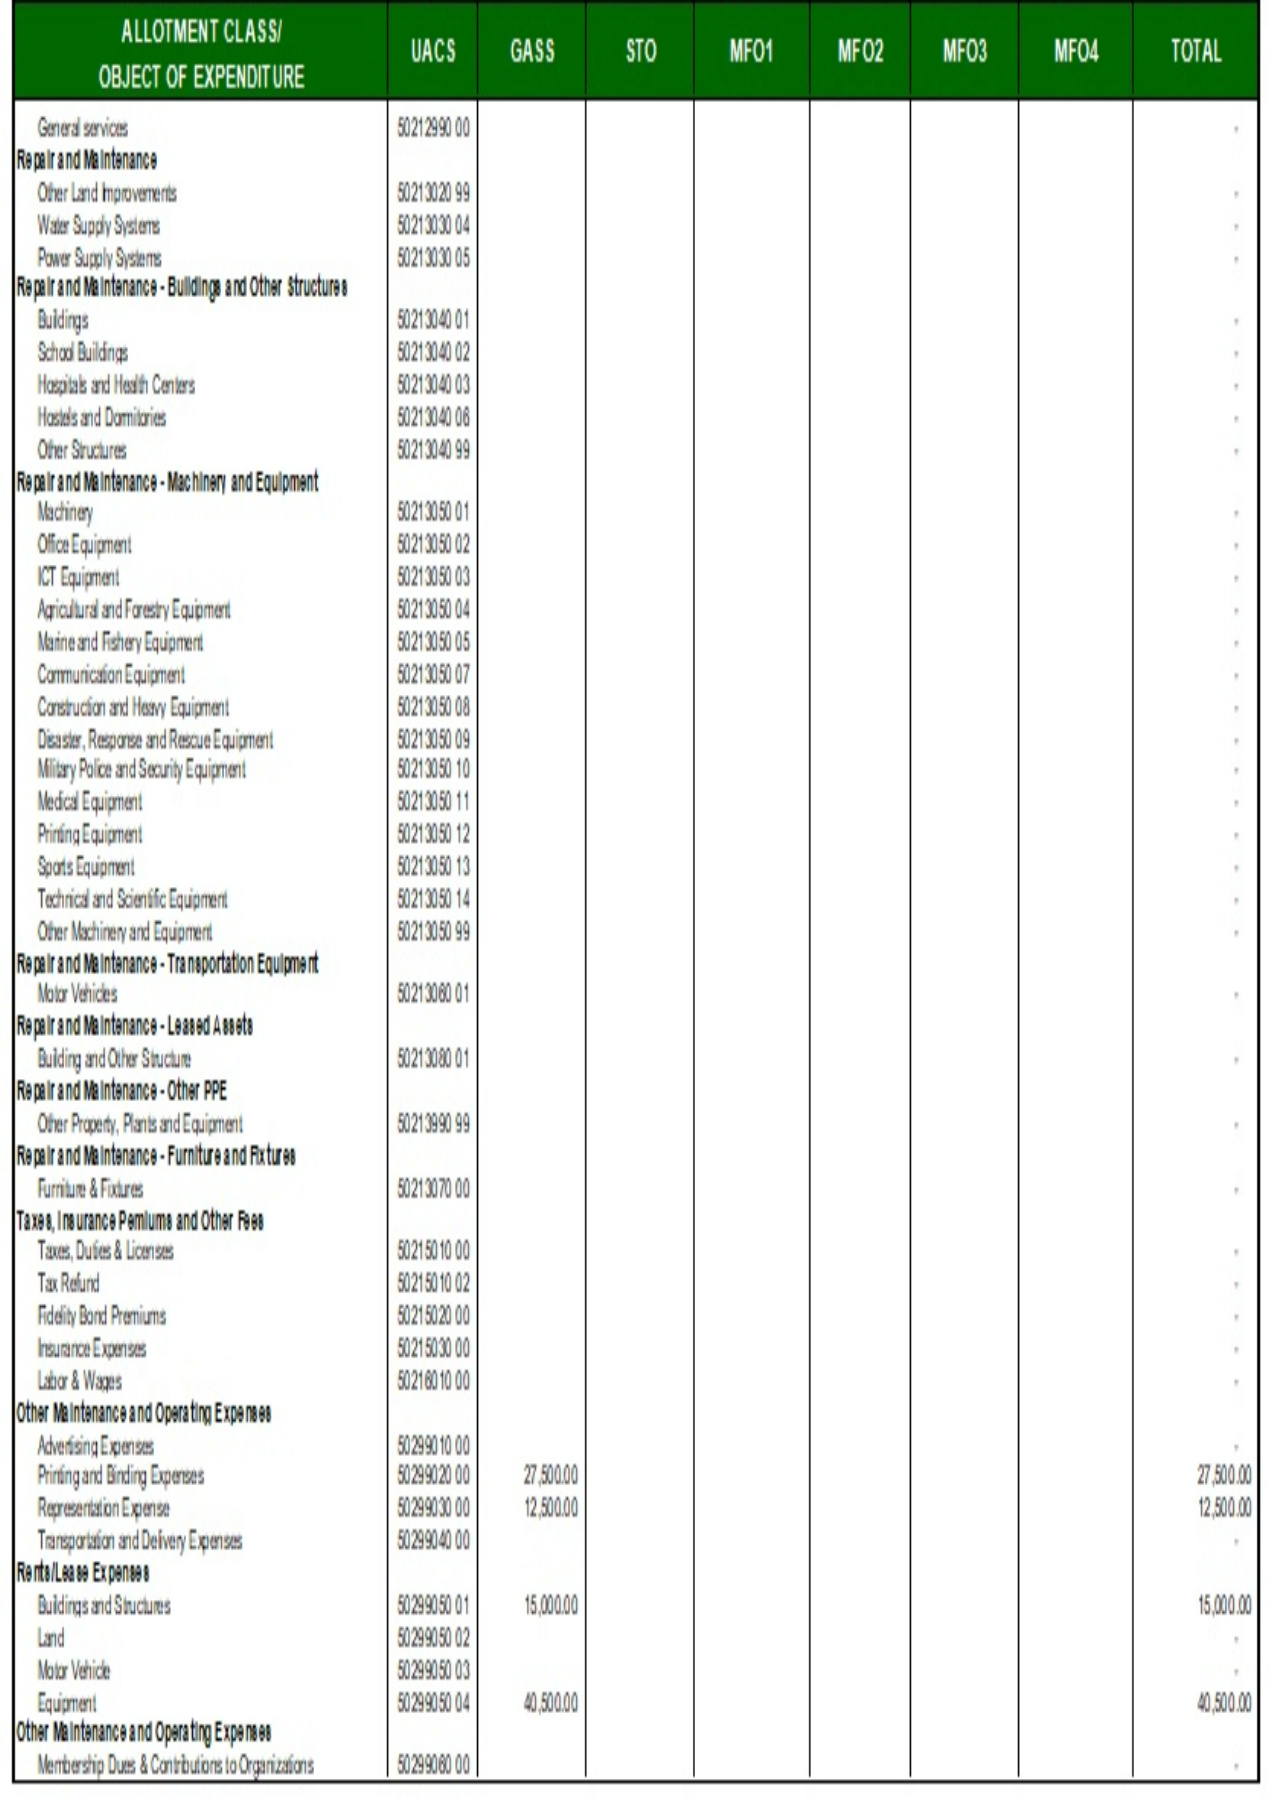 ALLOTMENT CLASS/
OBJECT OF EXPENDITURE UACS GASS STO MFO1 MFO2 MFO3 MFO4 TOTAL
General services 50212990 00 -
Repair and Maintenance
Other Land Improvements 50213020 99 -
Water Supply Systems 50213030 04 -
Power Supply Systems 50213030 05 -
Repair and Maintenance - Buildings and Other Structures
Buildings 50213040 01 -
School Buildings 50213040 02 -
Hospitals and Health Centers 50213040 03 -
Hostels and Dormitories 50213040 06 -
Other Structures 50213040 99 -
Repair and Maintenance - Machinery and Equipment
Machinery 50213050 01 -
Office Equipment 50213050 02 -
ICT Equipment 50213050 03 -
Agricultural and Forestry Equipment 50213050 04 -
Marine and Fishery Equipment 50213050 05 -
Communication Equipment 50213050 07 -
Construction and Heavy Equipment 50213050 08 -
Disaster, Response and Rescue Equipment 50213050 09 -
Military Police and Security Equipment 50213050 10 -
Medical Equipment 50213050 11 -
Printing Equipment 50213050 12 -
Sports Equipment 50213050 13 -
Technical and Scientific Equipment 50213050 14 -
Other Machinery and Equipment 50213050 99 -
Repair and Maintenance - Transportation Equipment
Motor Vehicles 50213060 01 -
Repair and Maintenance - Leased Assets
Building and Other Structure 50213080 01 -
Repair and Maintenance - Other PPE
Other Property, Plants and Equipment 50213990 99 -
Repair and Maintenance - Furniture and Fixtures
Furniture & Fixtures 50213070 00 -
Taxes, Insurance Pemiums and Other Fees
Taxes, Duties & Licenses 50215010 00 -
Tax Refund 50215010 02 -
Fidelity Bond Premiums 50215020 00 -
Insurance Expenses 50215030 00 -
Labor & Wages 50216010 00 -
Other Maintenance and Operating Expenses
Advertising Expenses 50299010 00 -
Printing and Binding Expenses 50299020 00 27,500.00 27,500.00
Representation Expense 50299030 00 12,500.00 12,500.00
Transportation and Delivery Expenses 50299040 00 -
Rents/Lease Expenses
Buildings and Structures 50299050 01 15,000.00 15,000.00
Land 50299050 02 -
Motor Vehicle 50299050 03 -
Equipment 50299050 04 40,500.00 40,500.00
Other Maintenance and Operating Expenses
Membership Dues & Contributions to Organizations 50299060 00 -